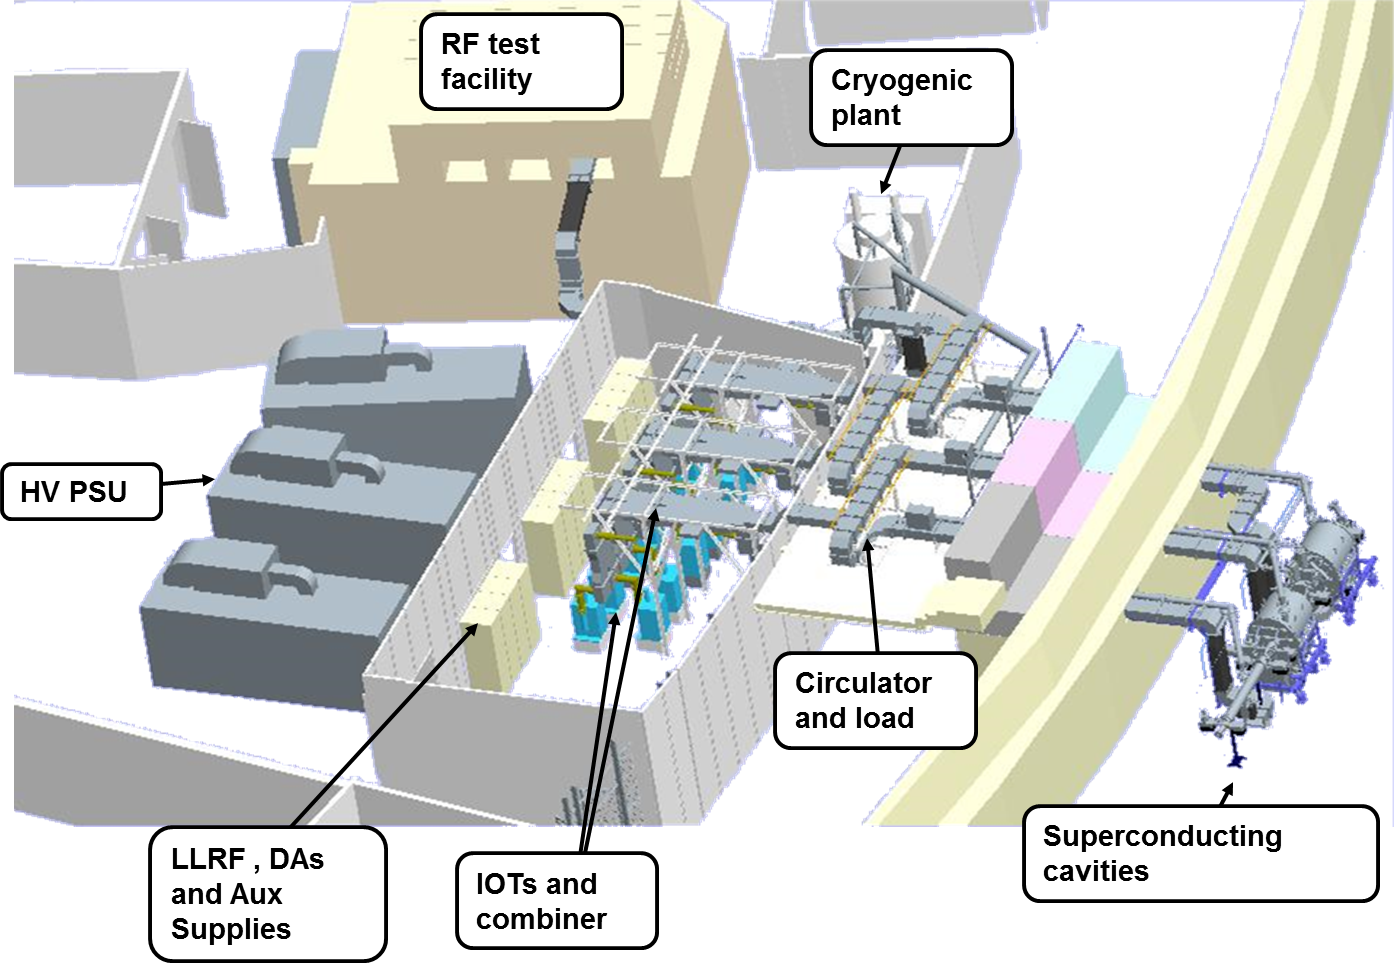 RF test
facility
Cryogenic
plant
HV PSU
Circulator
and load
LLRF , DAs
and Aux
Supplies
IOTs and
combiner
Superconducting
cavities